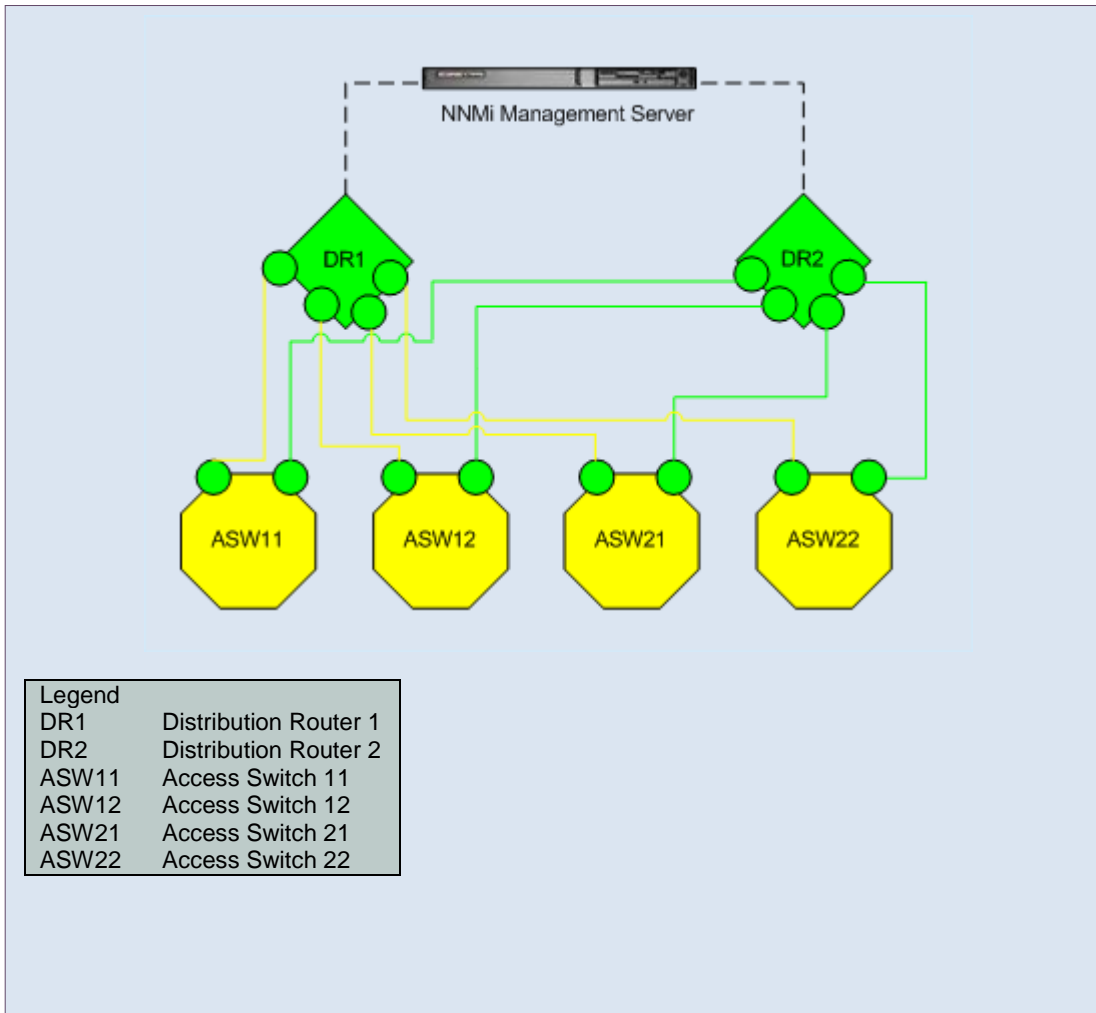 NNMi Management Server
DR1
DR2
ASW11
ASW12
ASW21
ASW22
Legend
DR1 Distribution Router 1
DR2 Distribution Router 2
ASW11 Access Switch 11
ASW12 Access Switch 12
ASW21 Access Switch 21
ASW22 Access Switch 22